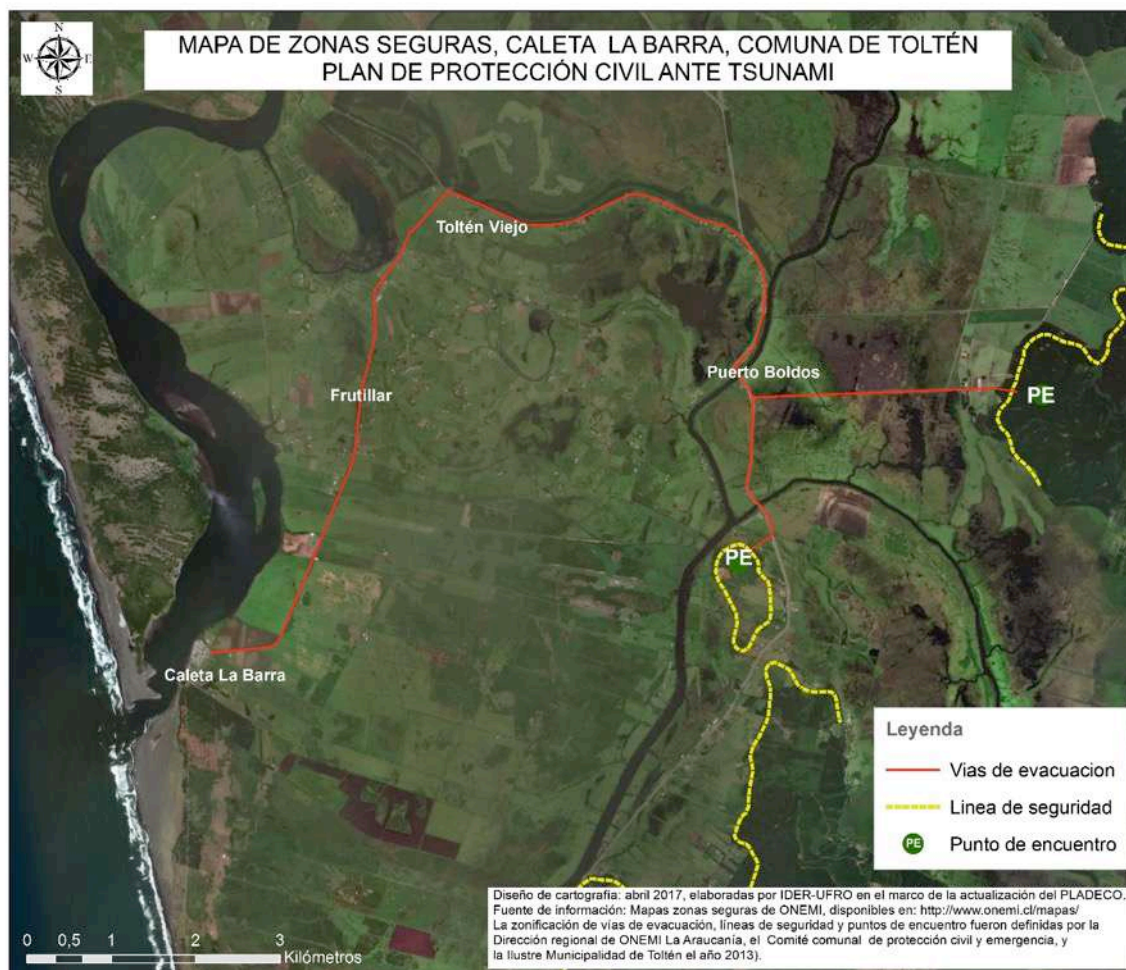 N
W E
S
MAPA DE ZONAS SEGURAS, CALETA LA BARRA, COMUNA DE TOLTÉN
PLAN DE PROTECCIÓN CIVIL ANTE TSUNAMI
Toltén Viejo
Puerto Boldos
Frutillar
PE
PE
Caleta La Barra
Leyenda
Vias de evacuacion
Linea de seguridad
PE Punto de encuentro
Diseño de cartografía: abril 2017, elaboradas por IDER-UFRO en el marco de la actualización del PLADECO.
Fuente de información: Mapas zonas seguras de ONEMI, disponibles en: http://www.onemi.cl/mapas/
La zonificación de vías de evacuación, líneas de seguridad y puntos de encuentro fueron definidas por la
Dirección regional de ONEMI La Araucanía, el Comité comunal de protección civil y emergencia, y
la Ilustre Municipalidad de Toltén el año 2013).
0 0,5 1 2 3
Kilómetros